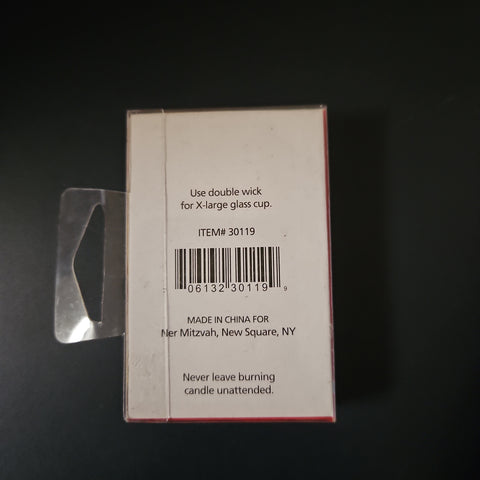 Use double wick
for X-large glass cup.
ITEM# 30119
06132 30119 9
MADE IN CHINA FOR
Ner Mitzvah, New Square, NY
Never leave burning
candle unattended.